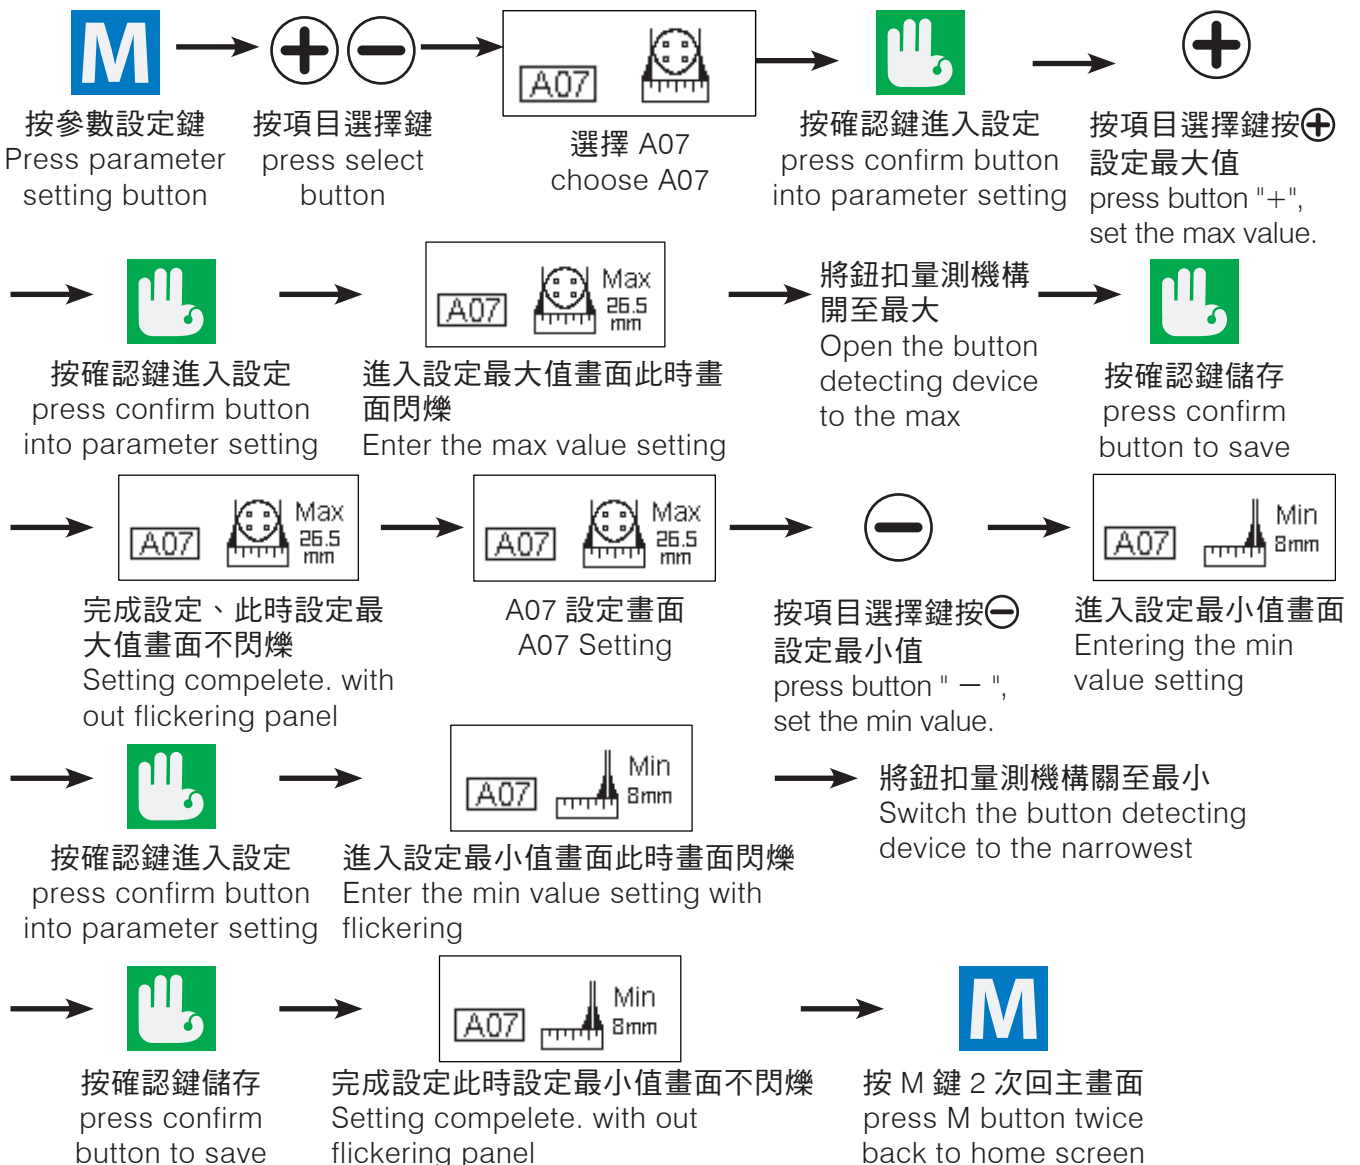 M
按參數設定鍵
Press parameter
setting button
按項目選擇鍵
press select
button
A07
選擇 A07
choose A07
按確認鍵進入設定
press confirm button
into parameter setting
按項目選擇鍵按⊕
設定最大值
press button "+",
set the max value.
按確認鍵進入設定
press confirm button
into parameter setting
A07
Max
26.5
mm
進入設定最大值畫面此時畫
面閃爍
Enter the max value setting
將鈕扣量測機構
開至最大
Open the button
detecting device
to the max
按確認鍵儲存
press confirm
button to save
A07
Max
26.5
mm
完成設定、此時設定最
大值畫面不閃爍
Setting compelete. with
out flickering panel
A07
Max
26.5
mm
A07 設定畫面
A07 Setting
按項目選擇鍵按⊖
設定最小值
press button " − ",
set the min value.
A07
Min
8mm
進入設定最小值畫面
Entering the min
value setting
按確認鍵進入設定
press confirm button
into parameter setting
A07
Min
8mm
進入設定最小值畫面此時畫面閃爍
Enter the min value setting with
flickering
將鈕扣量測機構關至最小
Switch the button detecting
device to the narrowest
按確認鍵儲存
press confirm
button to save
A07
Min
8mm
完成設定此時設定最小值畫面不閃爍
Setting compelete. with out
flickering panel
M
按 M 鍵 2 次回主畫面
press M button twice
back to home screen